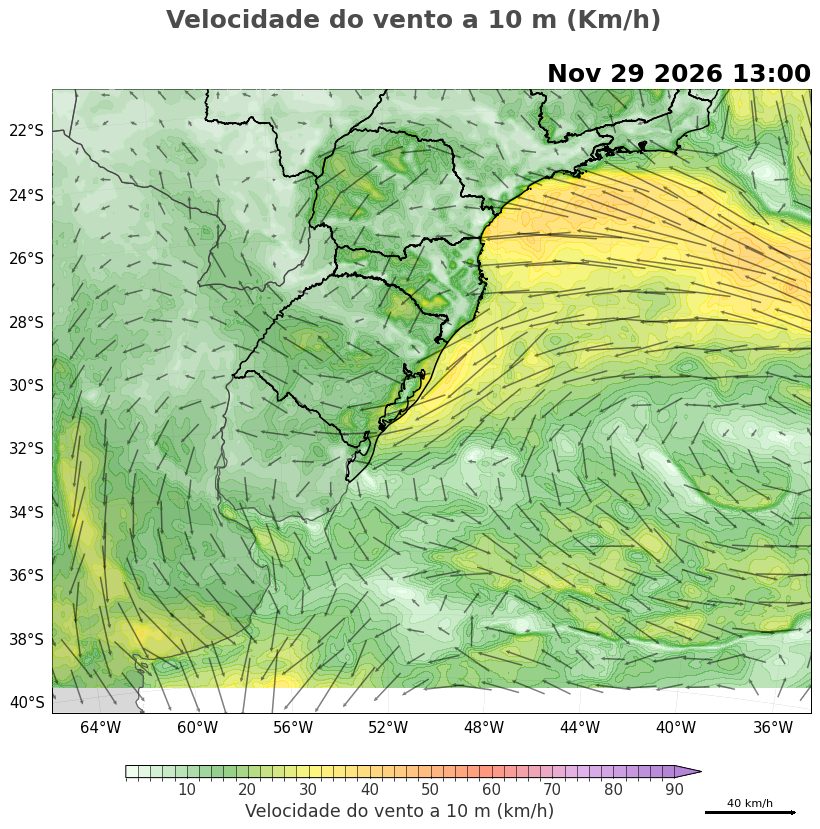 Velocidade do vento a 10 m (Km/h)
Nov 29 2026 13:00
22°S
24°S
26°S
28°S
30°S
32°S
34°S
36°S
38°S
40°S
64°W 60°W 56°W 52°W 48°W 44°W 40°W 36°W
10 20 30 40 50 60 70 80 90
Velocidade do vento a 10 m (km/h)
40 km/h